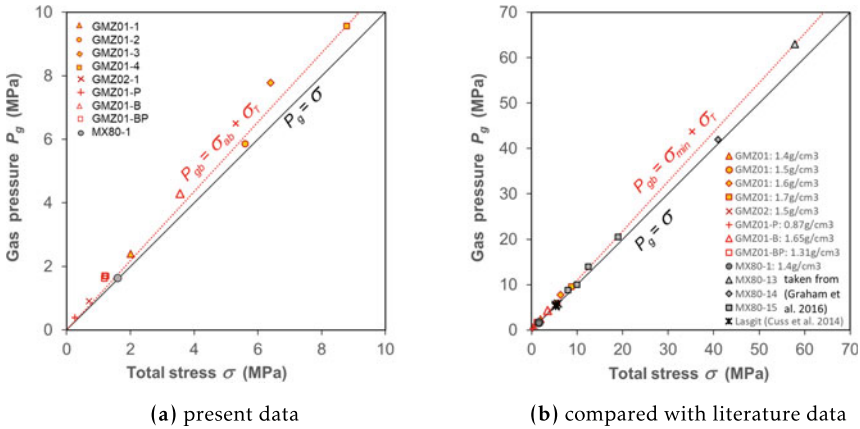 10
8
6
4
2
0
0 2 4 6 8 10
Gas pressure Pg (MPa)
Total stress σ (MPa)
GMZ01-1
GMZ01-2
GMZ01-3
GMZ01-4
GMZ02-1
GMZ01-P
GMZ01-B
GMZ01-BP
MX80-1
Pgb = σab + σT
Pg = σ
(a) present data
70
60
50
40
30
20
10
0
0 10 20 30 40 50 60 70
Gas pressure Pg (MPa)
Total stress σ (MPa)
Pgb = σmin + σT
Pg = σ
GMZ01: 1.4g/cm3
GMZ01: 1.5g/cm3
GMZ01: 1.6g/cm3
GMZ01: 1.7g/cm3
GMZ02: 1.5g/cm3
GMZ01-P: 0.87g/cm3
GMZ01-B: 1.65g/cm3
GMZ01-BP: 1.31g/cm3
MX80-1: 1.4g/cm3
MX80-13 taken from
MX80-14 (Graham et
MX80-15 al. 2016)
Lasgit (Cuss et al. 2014)
(b) compared with literature data